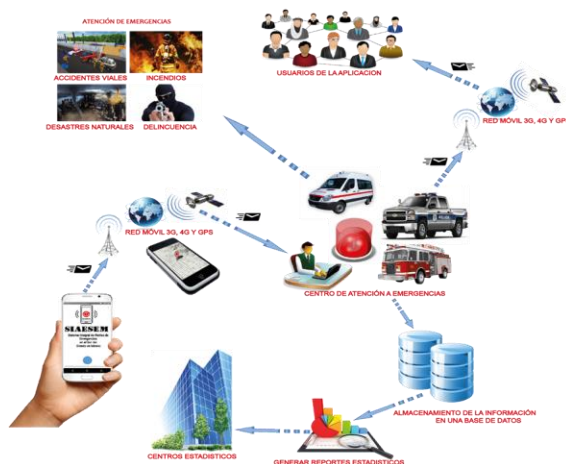 ATENCIÓN DE EMERGENCIAS
ACCIDENTES VIALES
INCENDIOS
DESASTRES NATURALES
DELINCUENCIA
USUARIOS DE LA APLICACION
RED MÓVIL 3G, 4G Y GP
RED MÓVIL 3G, 4G Y GPS
SIAESEM
CENTRO DE ATENCIÓN A EMERGENCIAS
ALMACENAMIENTO DE LA INFORMACIÓN
EN UNA BASE DE DATOS
CENTROS ESTADISTICOS
GENERAR REPORTES ESTADISTICOS